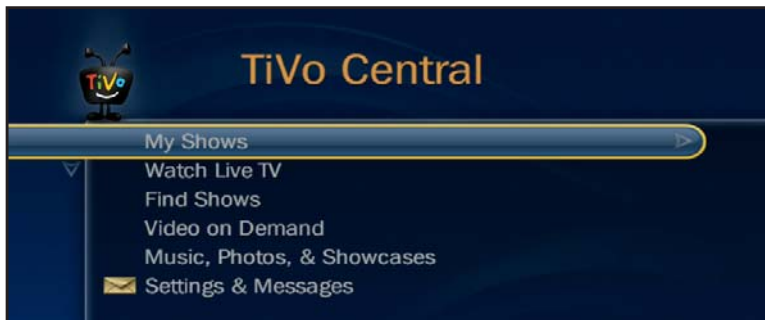 TiVo
TiVo Central
My Shows
Watch Live TV
Find Shows
Video on Demand
Music, Photos, & Showcases
Settings & Messages